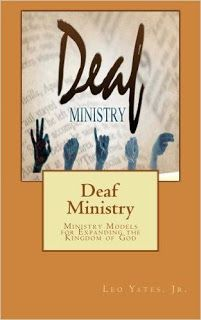 Deaf
MINISTRY
Deaf
Ministry
Ministry Models
for Expanding the
Kingdom of God
Leo Yates, Jr.